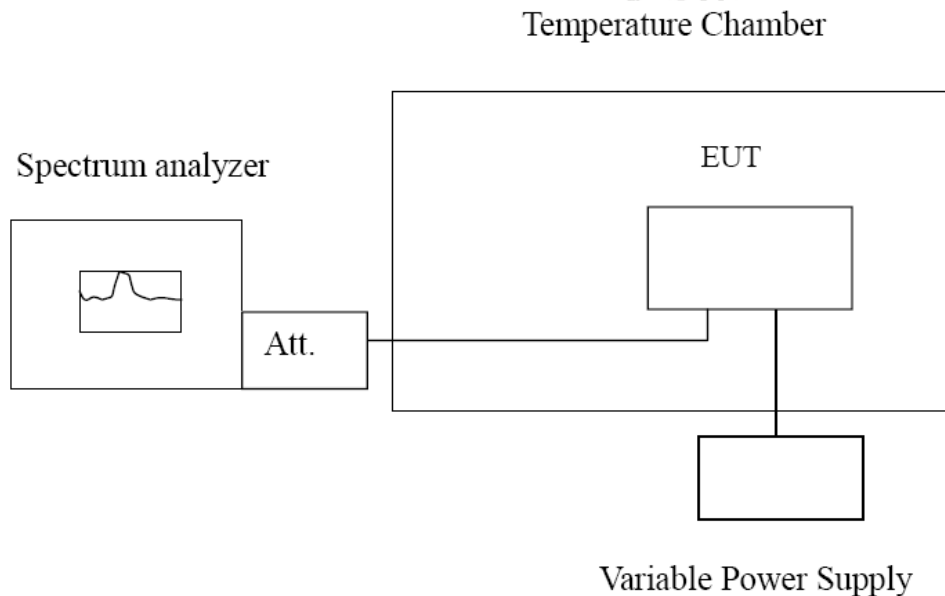 Temperature Chamber
EUT
Spectrum analyzer
Att.
Variable Power Supply